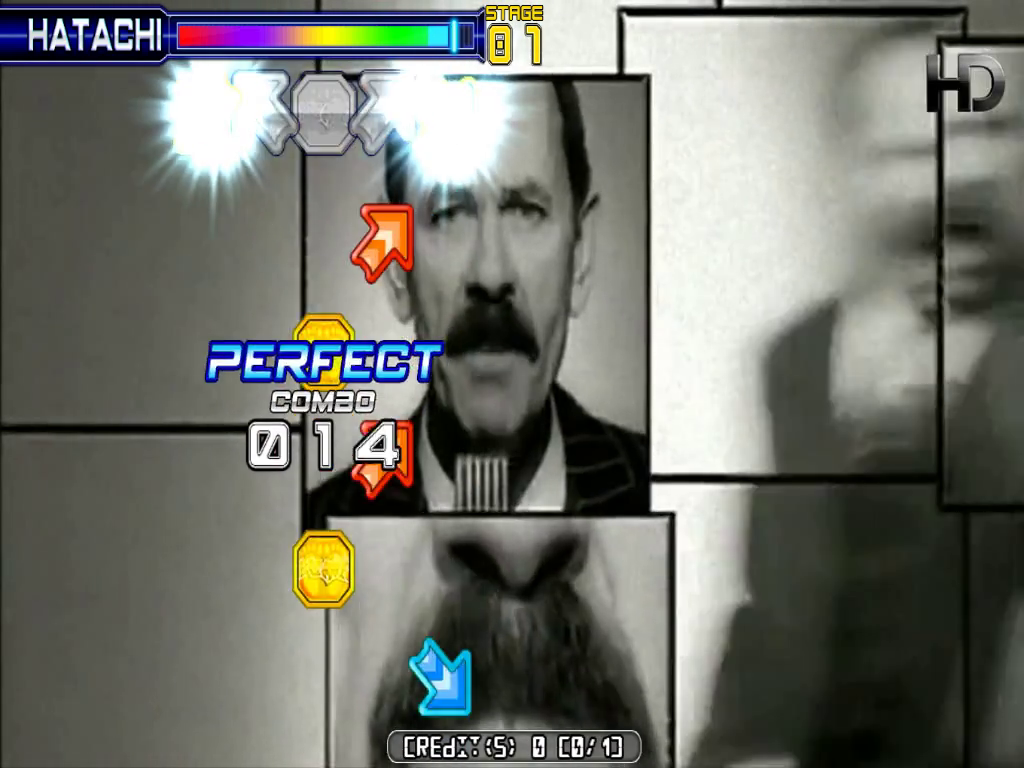 HATACHI
STAGE
01
HD
PERFECT
COMBO
014
CREdIT(S) 0 [0/1]